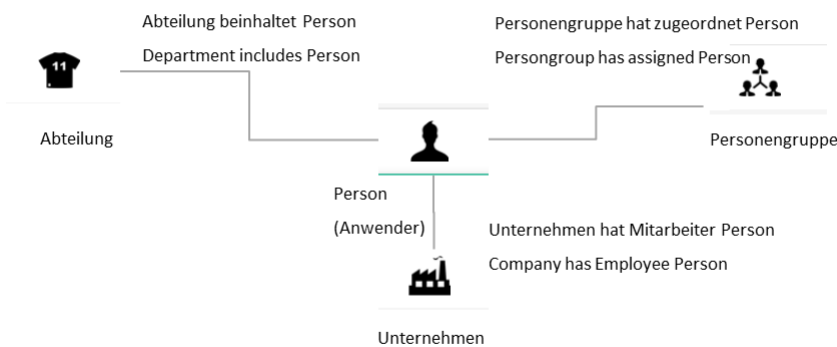 Abteilung beinhaltet Person
Department includes Person
Personengruppe hat zugeordnet Person
Persongroup has assigned Person
11
Abteilung
Personengruppe
Person
(Anwender)
Unternehmen hat Mitarbeiter Person
Company has Employee Person
Unternehmen